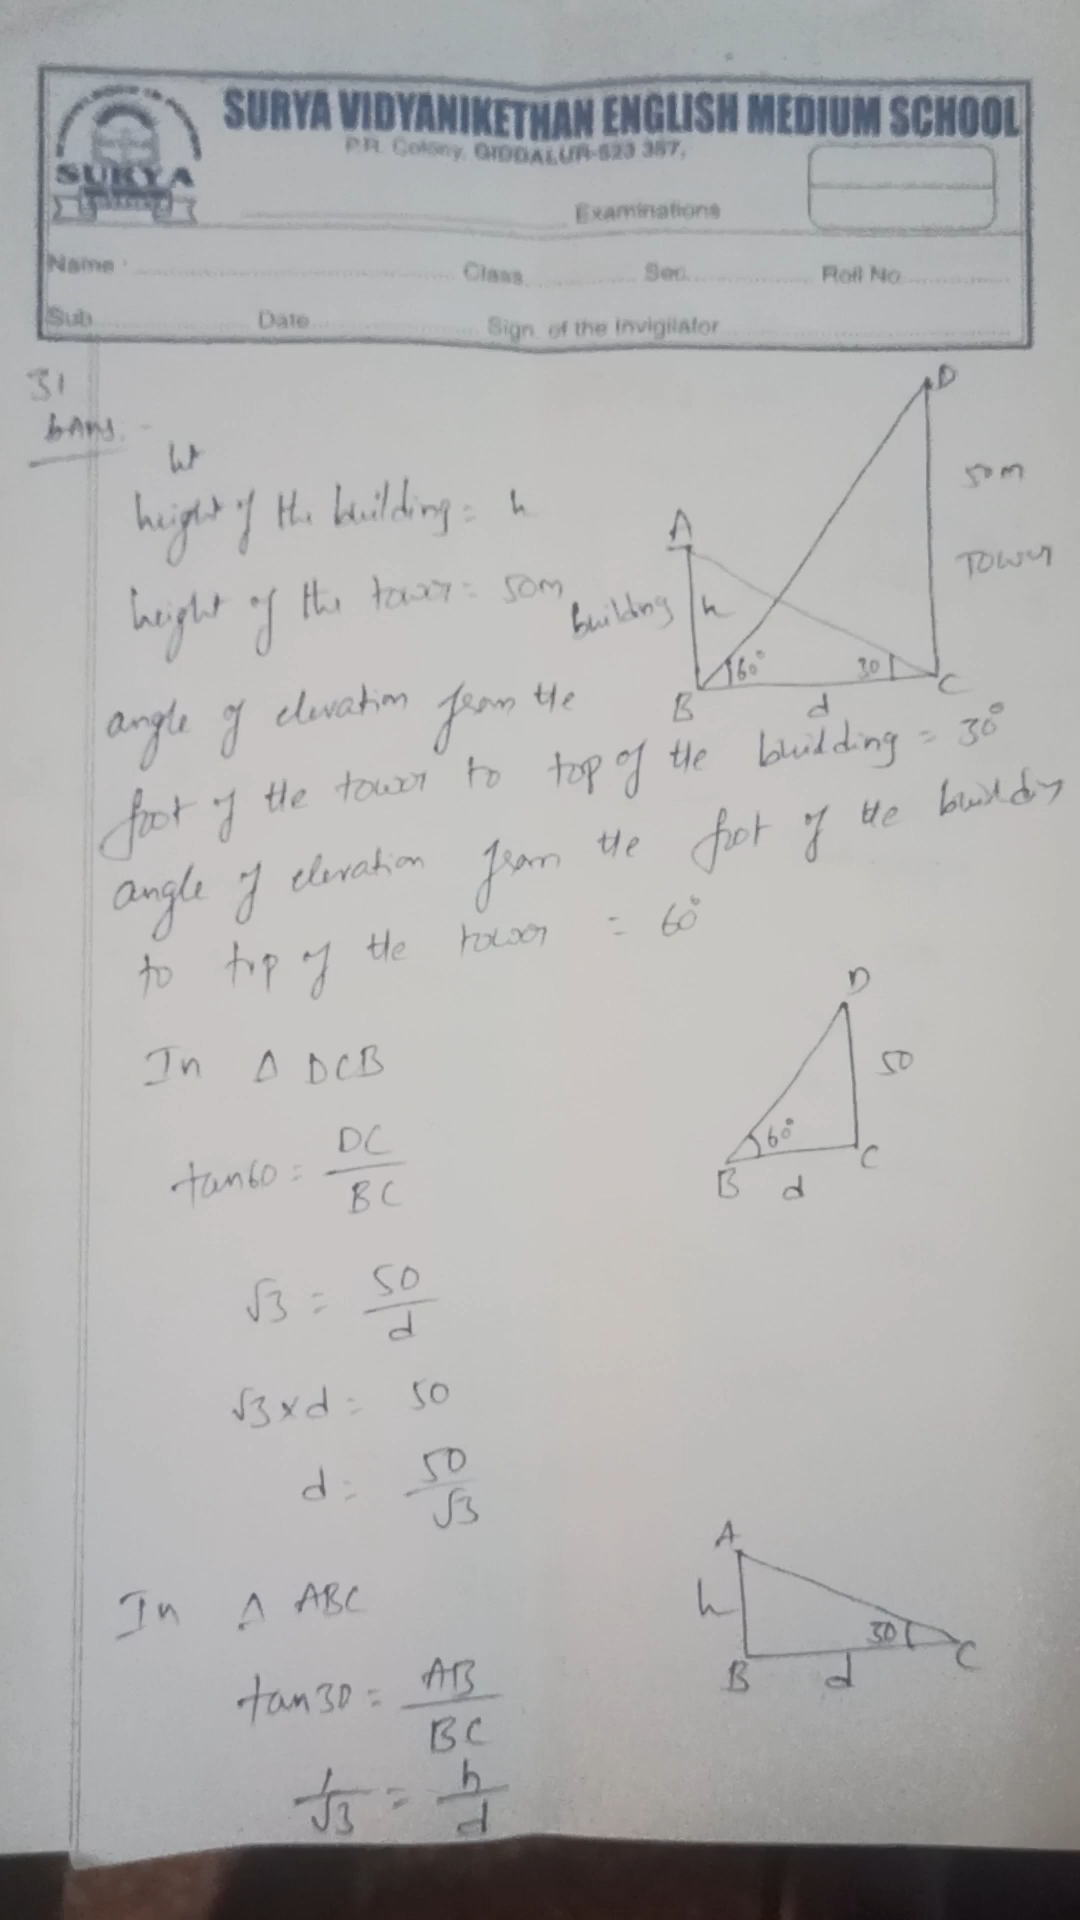 SURYA VIDYANIKETHAN ENGLISH MEDIUM SCHOOL
P.R. Colony, GIDDALUR-523 357,
SURYA
Examinations
Name Class Sec. Roll No
Sub Date Sign. of the Invigilator
31
b Ans. -
let
height of the building = h
height of the tower = 50m
A
D
50m
Tower
building h
60° 30
B d C
angle of elevation from the
foot of the tower to top of the building = 30°
angle of elevation from the foot of the building
to top of the tower = 60°
In Δ DCB
D
50
60°
B d C
tan60 = DC/BC
√3 = 50/d
√3 x d = 50
d = 50/√3
In Δ ABC
A
h
30
B d C
tan30 = AB/BC
1/√3 = h/d